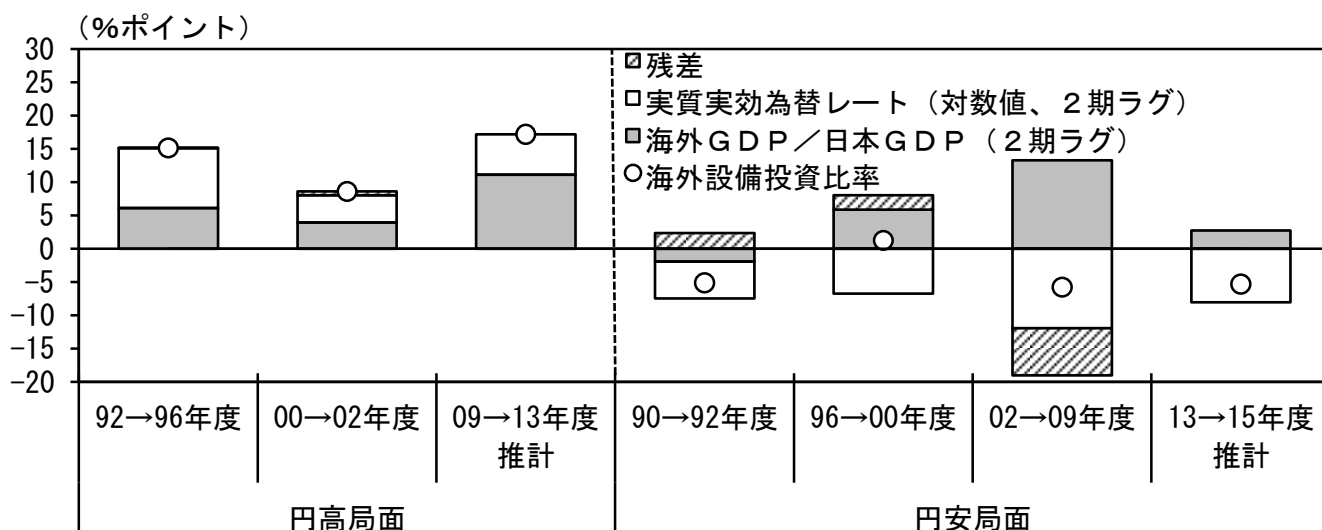 (%ポイント)
30
25
20
15
10
5
0
-5
-10
-15
-20
残差
実質実効為替レート(対数値、2期ラグ)
海外GDP/日本GDP(2期ラグ)
海外設備投資比率
92→96年度
00→02年度
09→13年度
推計
90→92年度
96→00年度
02→09年度
13→15年度
推計
円高局面
円安局面